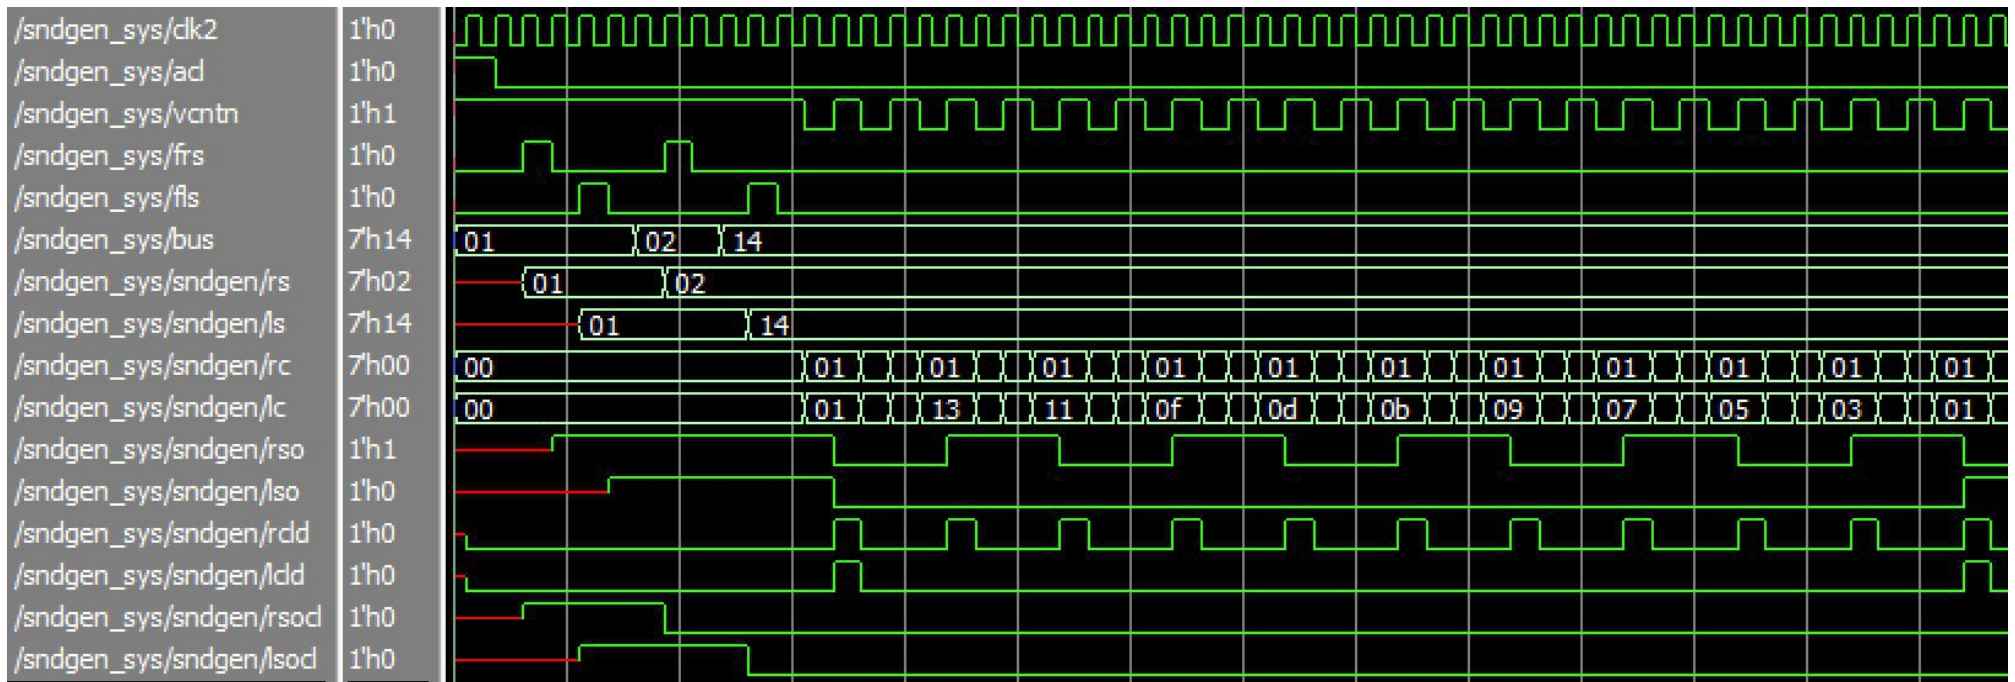 /sndgen_sys/clk2 1'h0
/sndgen_sys/acl 1'h0
/sndgen_sys/vcntn 1'h1
/sndgen_sys/frs 1'h0
/sndgen_sys/fls 1'h0
/sndgen_sys/bus 7'h14 01 02 14
/sndgen_sys/sndgen/rs 7'h02 01 02
/sndgen_sys/sndgen/ls 7'h14 01 14
/sndgen_sys/sndgen/rc 7'h00 00 01 01 01 01 01 01 01 01 01 01 01
/sndgen_sys/sndgen/lc 7'h00 00 01 13 11 0f 0d 0b 09 07 05 03 01
/sndgen_sys/sndgen/rso 1'h1
/sndgen_sys/sndgen/lso 1'h0
/sndgen_sys/sndgen/rcld 1'h0
/sndgen_sys/sndgen/lcld 1'h0
/sndgen_sys/sndgen/rsocl 1'h0
/sndgen_sys/sndgen/lsocl 1'h0